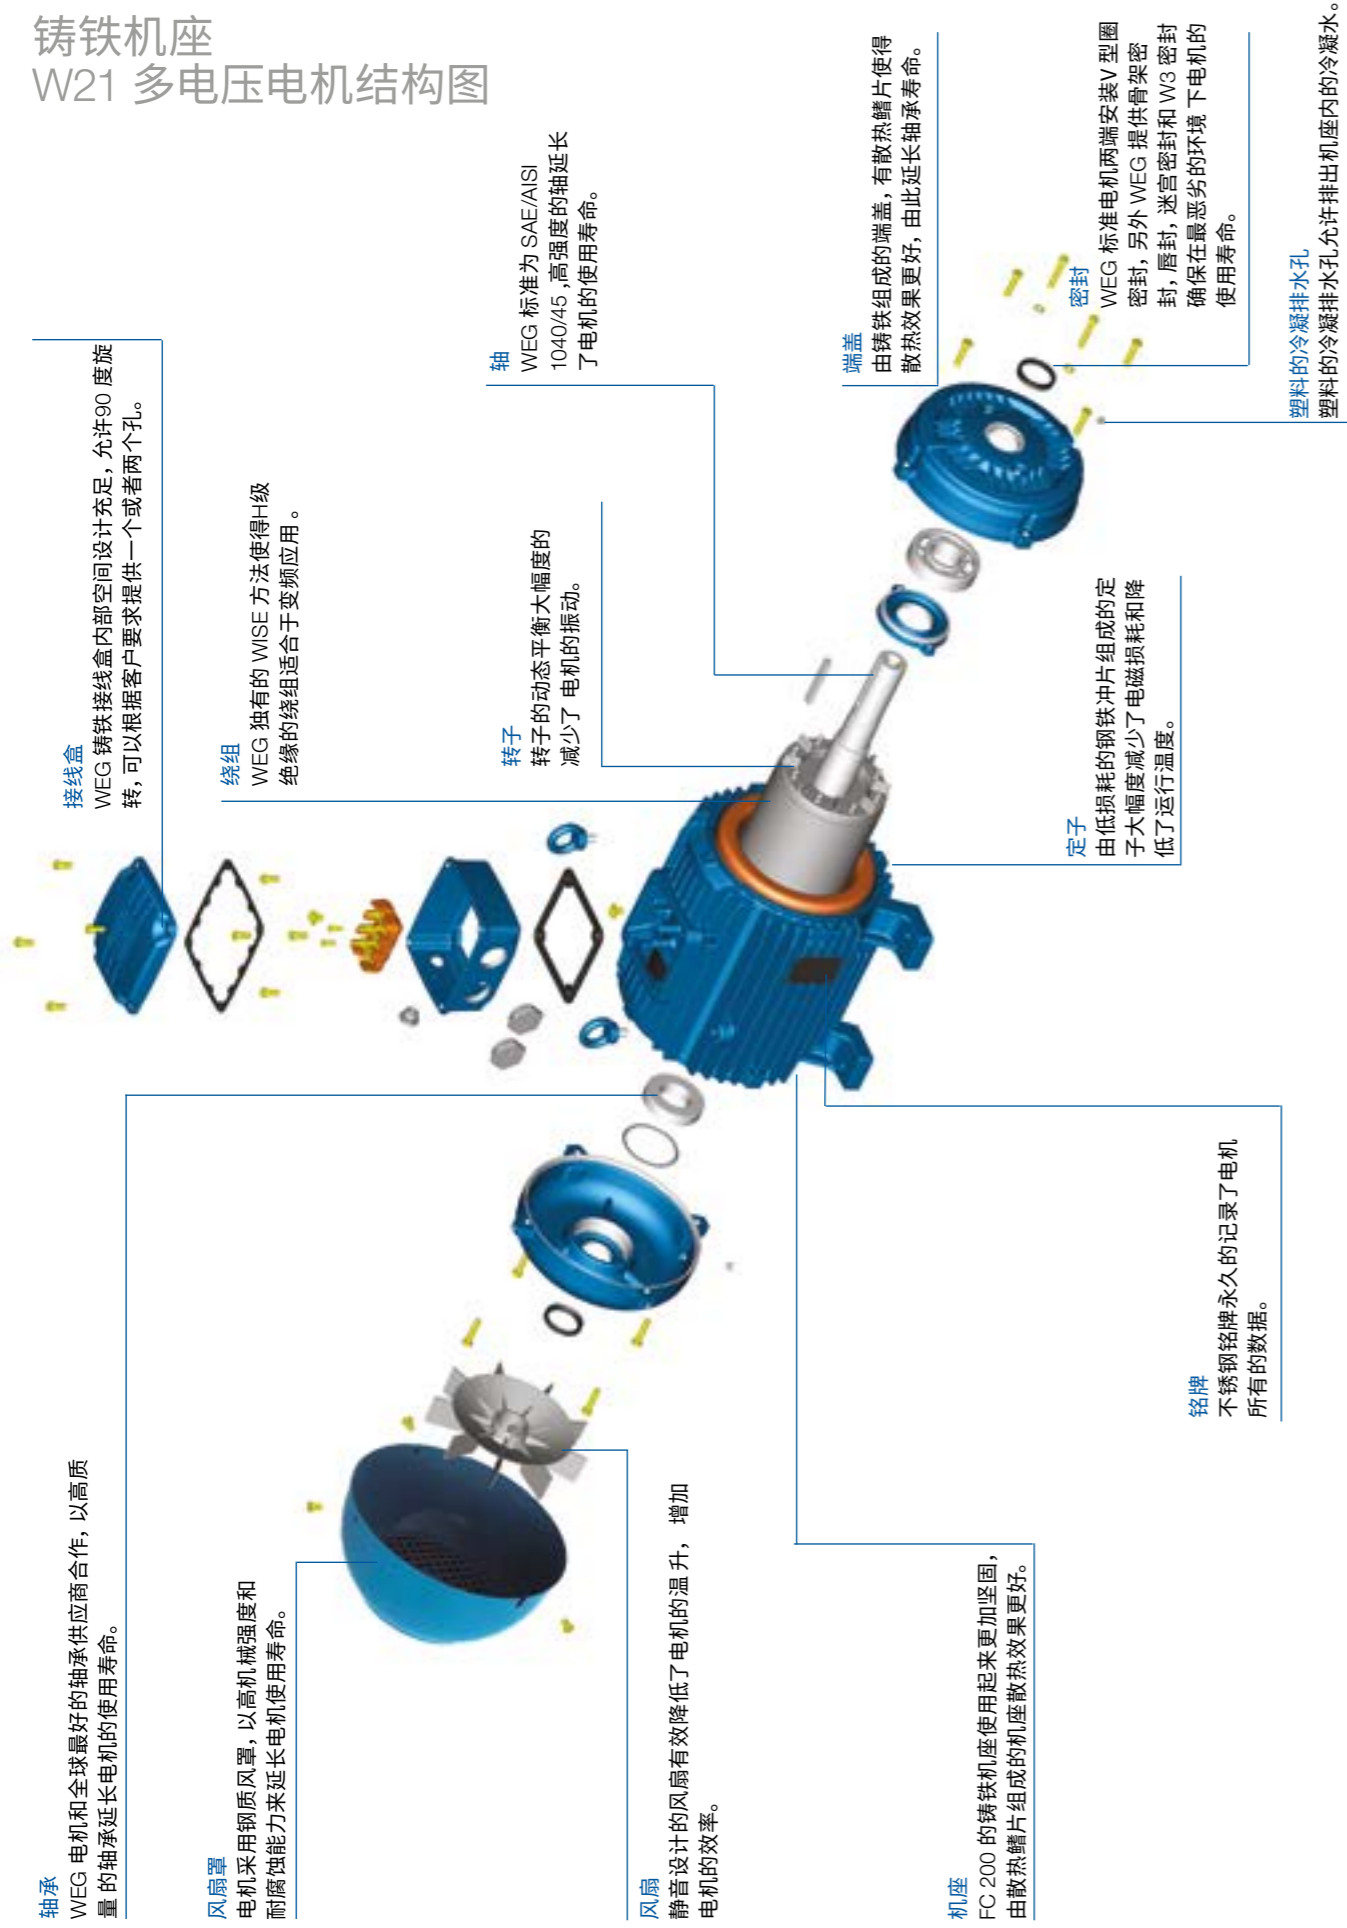 铸铁机座
W21 多电压电机结构图
接线盒
WEG 铸铁接线盒内部空间设计充足，允许90 度旋
转，可以根据客户要求提供一个或者两个孔。
绕组
WEG 独有的 WISE 方法使得H级
绝缘的绕组适合于变频应用 。
轴
WEG 标准为 SAE/AISI
1040/45 ,高强度的轴延长
了电机的使用寿命。
转子
转子的动态平衡大幅度的
减少了 电机的振动。
端盖
由铸铁组成的端盖，有散热鳍片使得
散热效果更好，由此延长轴承寿命。
密封
WEG 标准电机两端安装V 型圈
密封，另外 WEG 提供骨架密
封，唇封，迷宫密封和 W3 密封
确保在最恶劣的环境 下电机的
使用寿命。
塑料的冷凝排水孔
塑料的冷凝排水孔允许排出机座内的冷凝水。
定子
由低损耗的钢铁冲片组成的定
子大幅度减少了电磁损耗和降
低了运行温度。
轴承
WEG 电机和全球最好的轴承供应商合作，以高质
量 的轴承延长电机的使用寿命。
风扇罩
电机采用钢质风罩，以高机械强度和
耐腐蚀能力来延长电机使用寿命。
风扇
静音设计的风扇有效降低了电机的温 升， 增加
电机的效率。
机座
FC 200 的铸铁机座使用起来更加坚固，
由散热鳍片组成的机座散热效果更好。
铭牌
不锈钢铭牌永久的记录了电机
所有的数据。